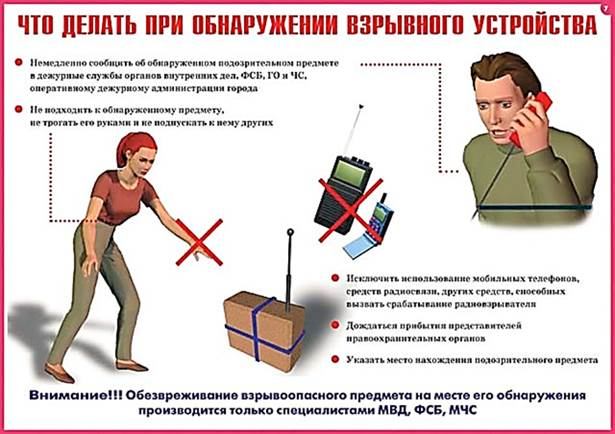 ЧТО ДЕЛАТЬ ПРИ ОБНАРУЖЕНИИ ВЗРЫВНОГО УСТРОЙСТВА
Немедленно сообщить об обнаруженном подозрительном предмете
в дежурные службы органов внутренних дел, ФСБ, ГО и ЧС,
оперативному дежурному администрации города
Не подходить к обнаруженному предмету,
не трогать его руками и не подпускать к нему других
Исключить использование мобильных телефонов,
средств радиосвязи, других средств, способных
вызвать срабатывание радиовзрывателя
Дождаться прибытия представителей
правоохранительных органов
Указать место нахождения подозрительного предмета
Внимание!!! Обезвреживание взрывоопасного предмета на месте его обнаружения
производится только специалистами МВД, ФСБ, МЧС